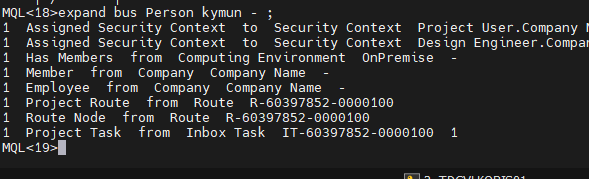 MQL<18>expand bus Person kymun - ;
1  Assigned Security Context  to  Security Context  Project User.Company
1  Assigned Security Context  to  Security Context  Design Engineer.Compan
1  Has Members  from  Computing Environment  OnPremise  -
1  Member  from  Company  Company Name  -
1  Employee  from  Company  Company Name  -
1  Project Route  from  Route  R-60397852-0000100
1  Route Node  from  Route  R-60397852-0000100
1  Project Task  from  Inbox Task  IT-60397852-0000100  1
MQL<19>